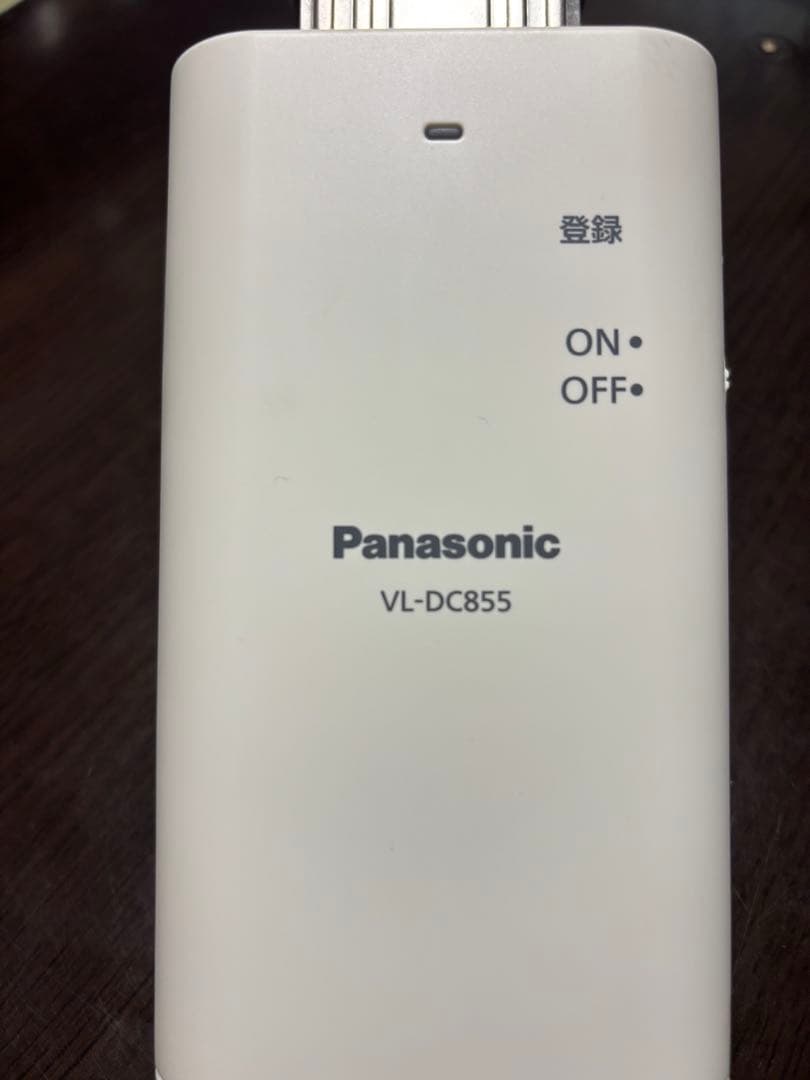 登録
ON
OFF
Panasonic
VL-DC855